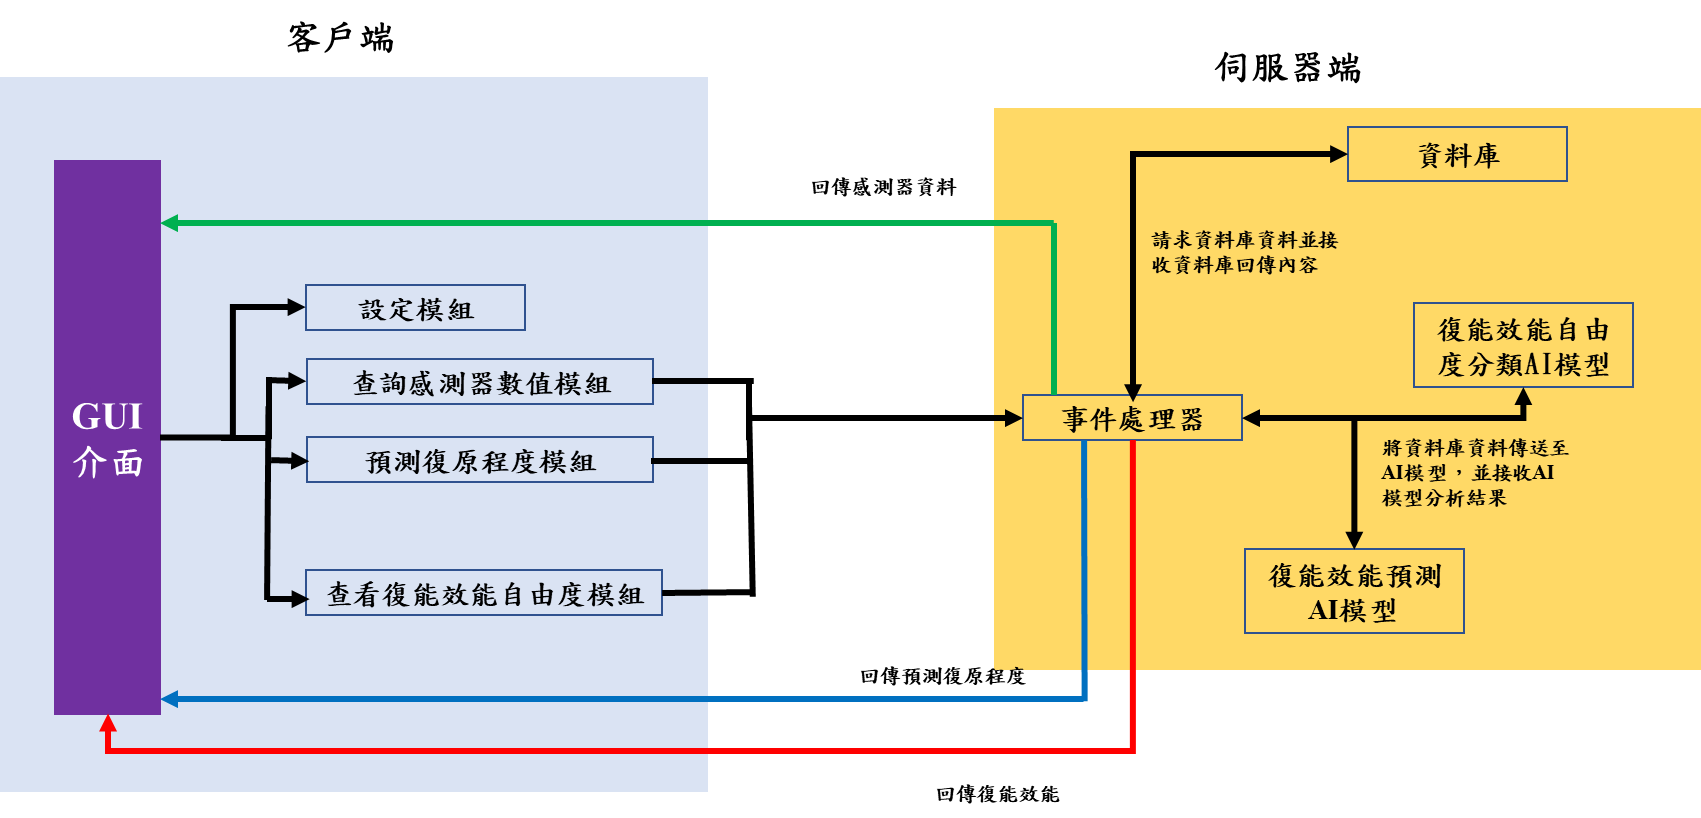 客戶端
伺服器端
資料庫
回傳感測器資料
請求資料庫資料並接
收資料庫回傳內容
設定模組
復能效能自由
度分類AI模型
查詢感測器數值模組
GUI
介面
事件處理器
預測復原程度模組
將資料庫資料傳送至
AI模型，並接收AI
模型分析結果
查看復能效能自由度模組
復能效能預測
AI模型
回傳預測復原程度
回傳復能效能